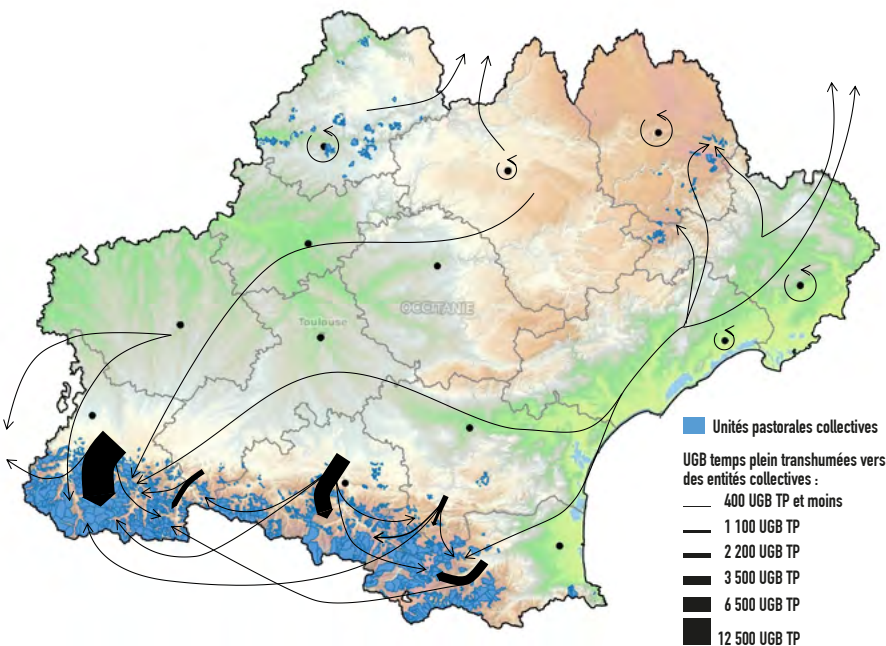 OCCITANIE
Toulouse
Unités pastorales collectives
UGB temps plein transhumées vers
des entités collectives :
400 UGB TP et moins
1 100 UGB TP
2 200 UGB TP
3 500 UGB TP
6 500 UGB TP
12 500 UGB TP